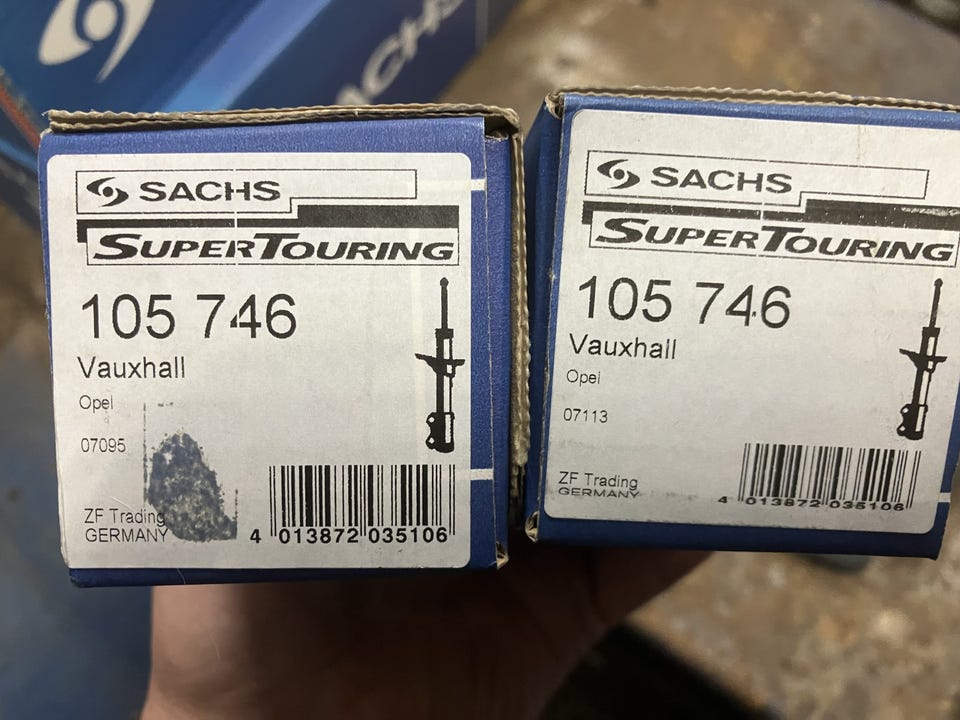 SACHS
SACHS
SUPERTOURING
105 746
Vauxhall
Opel
07095
ZF Trading
GERMANY
4 013872 035106
SACHS
SUPERTOURING
105 746
Vauxhall
Opel
07113
ZF Trading
GERMANY
4 013872 035106